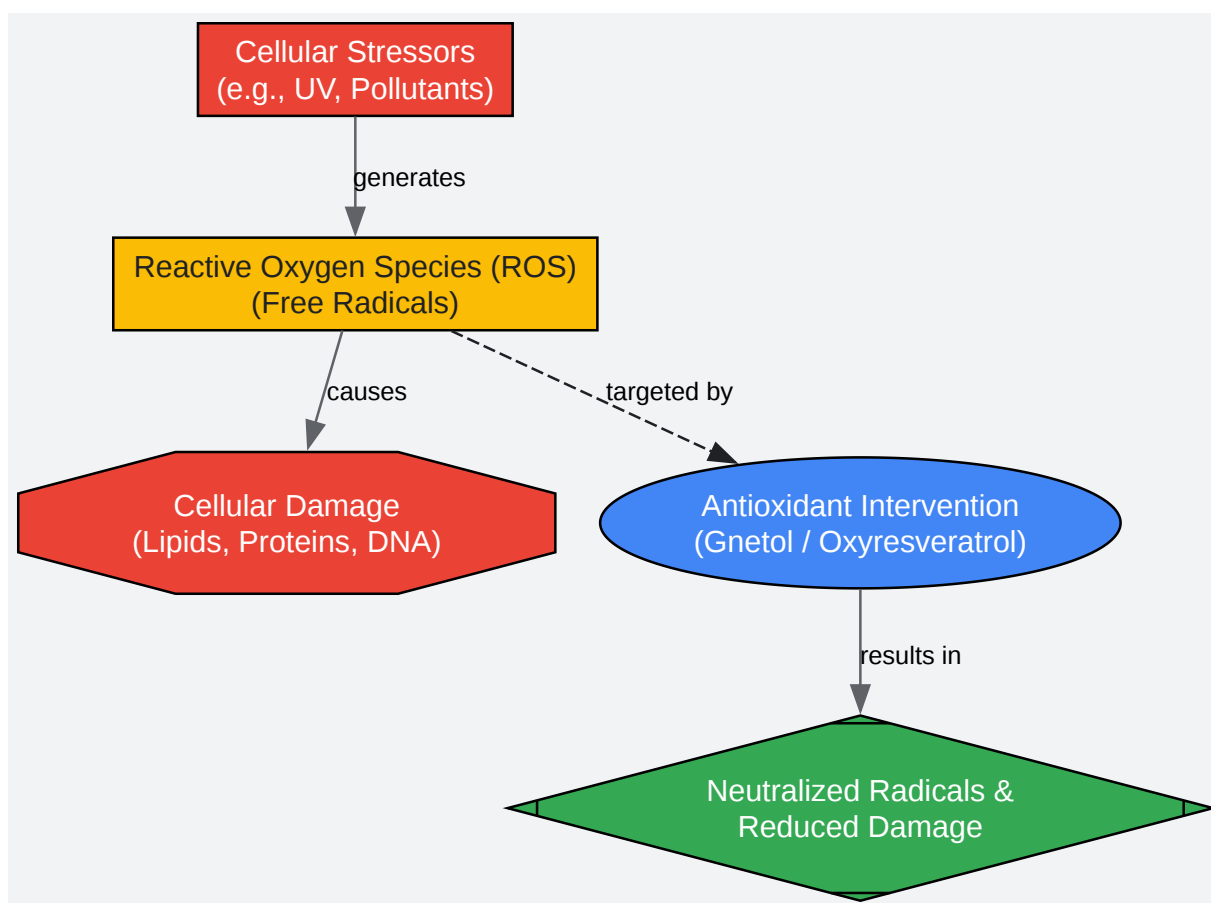 Cellular Stressors
(e.g., UV, Pollutants)
generates
Reactive Oxygen Species (ROS)
(Free Radicals)
causes
targeted by
Cellular Damage
(Lipids, Proteins, DNA)
Antioxidant Intervention
(Gnetol / Oxyresveratrol)
results in
Neutralized Radicals &
Reduced Damage